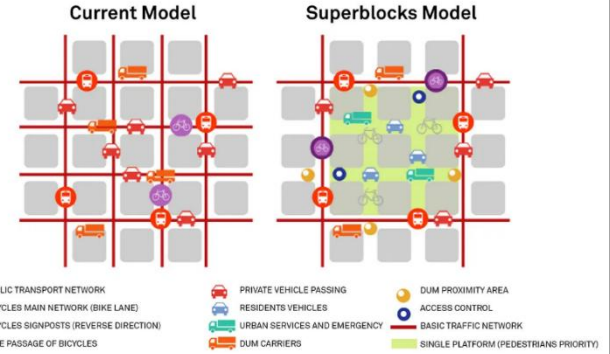 Current Model
Superblocks Model
LIC TRANSPORT NETWORK
YCLES MAIN NETWORK (BIKE LANE)
YCLES SIGNPOSTS (REVERSE DIRECTION)
E PASSAGE OF BICYCLES
PRIVATE VEHICLE PASSING
RESIDENTS VEHICLES
URBAN SERVICES AND EMERGENCY
DUM CARRIERS
DUM PROXIMITY AREA
ACCESS CONTROL
BASIC TRAFFIC NETWORK
SINGLE PLATFORM (PEDESTRIANS PRIORITY)